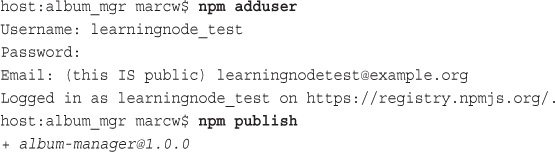 host:album_mgr marcw$ npm adduser
Username: learningnode_test
Password:
Email: (this IS public) learningnodetest@example.org
Logged in as learningnode_test on https://registry.npmjs.org/.
host:album_mgr marcw$ npm publish
+ album-manager@1.0.0